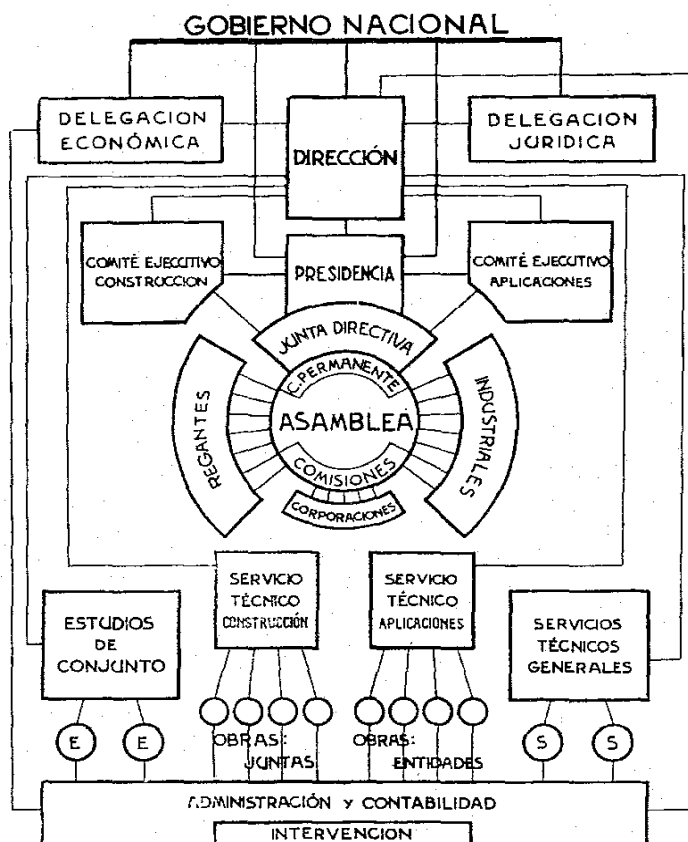 GOBIERNO NACIONAL
DELEGACION
ECONÓMICA
DIRECCIÓN
DELEGACION
JURIDICA
COMITÉ EJECUTIVO
CONSTRUCCION
PRESIDENCIA
COMITÉ EJECUTIVO
APLICACIONES
JUNTA DIRECTIVA
C. PERMANENTE
REGANTES
ASAMBLEA
INDUSTRIALES
COMISIONES
CORPORACIONES
SERVICIO
TÉCNICO
CONSTRUCCIÓN
SERVICIO
TÉCNICO
APLICACIONES
ESTUDIOS
DE
CONJUNTO
SERVICIOS
TÉCNICOS
GENERALES
E
E
OBRAS:
JUNTAS
OBRAS:
ENTIDADES
S
S
ADMINISTRACIÓN y CONTABILIDAD
INTERVENCION